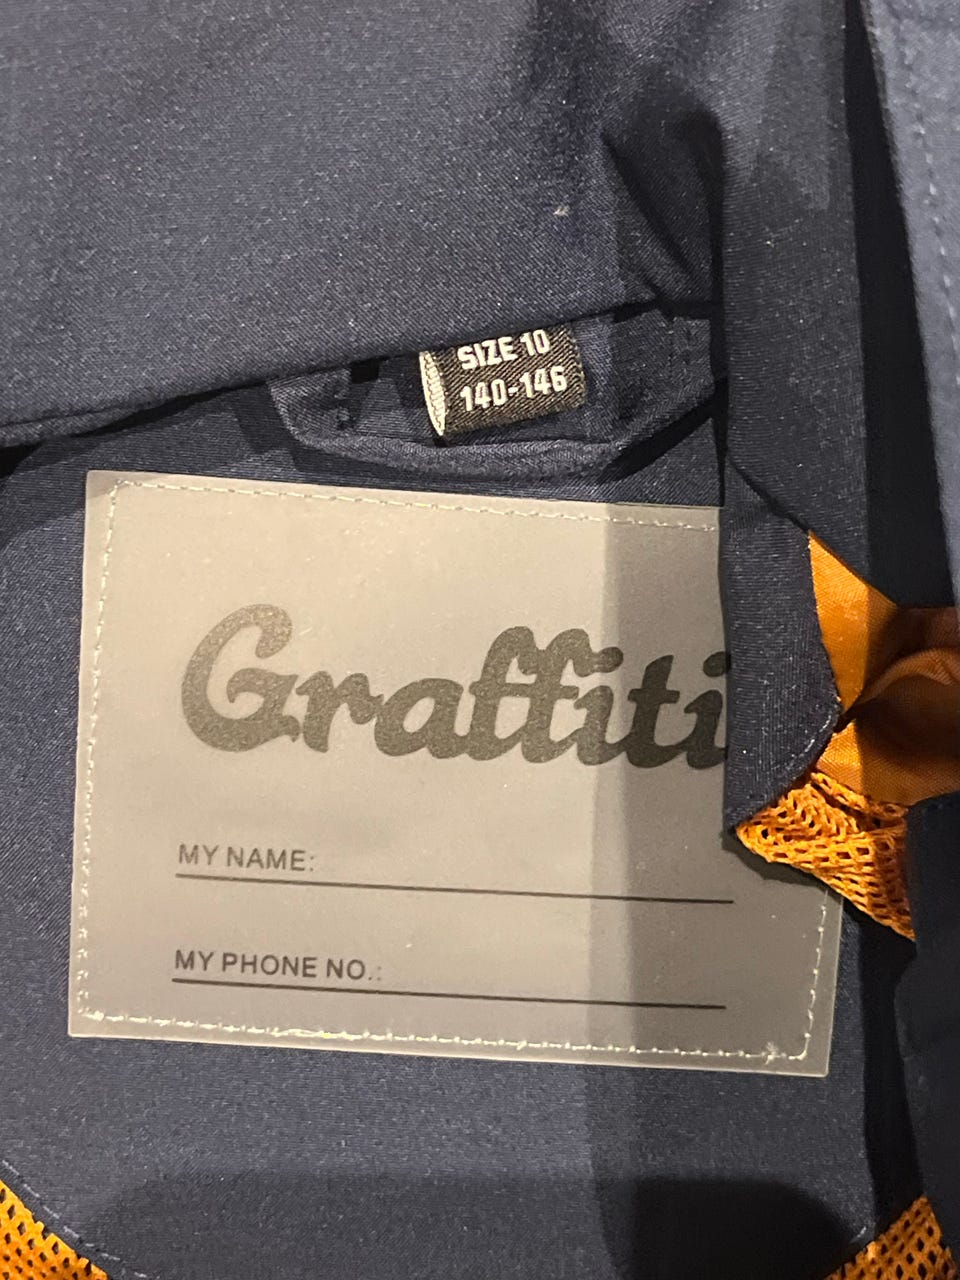 SIZE 10
140-146
Graffiti
MY NAME:
MY PHONE NO.: